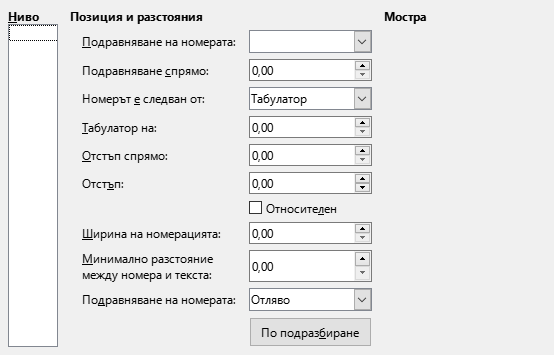 Ниво Позиция и разстояния Мостра
Подравняване на номерата:
Подравняване спрямо: 0,00
Номерът е следван от: Табулатор
Табулатор на: 0,00
Отстъп спрямо: 0,00
Отстъп: 0,00
Относителен
Ширина на номерацията: 0,00
Минимално разстояние
между номера и текста: 0,00
Подравняване на номерата: Отляво
По подразбиране